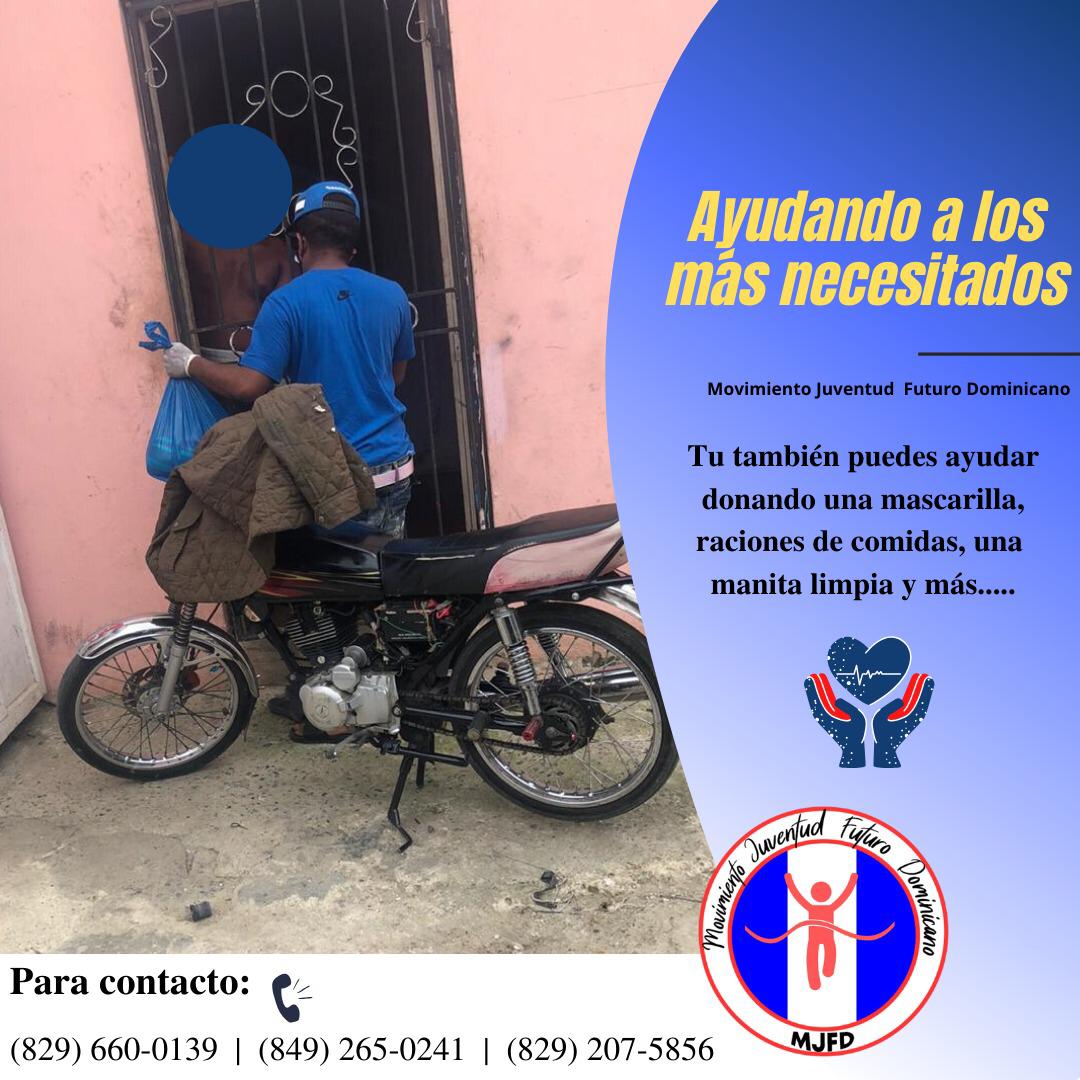 Ayudando a los
más necesitados
Movimiento Juventud Futuro Dominicano
Tu también puedes ayudar
donando una mascarilla,
raciones de comidas, una
manita limpia y más.....
Movimiento Juventud Futuro Dominicano
MJFD
Para contacto:
(829) 660-0139 | (849) 265-0241 | (829) 207-5856